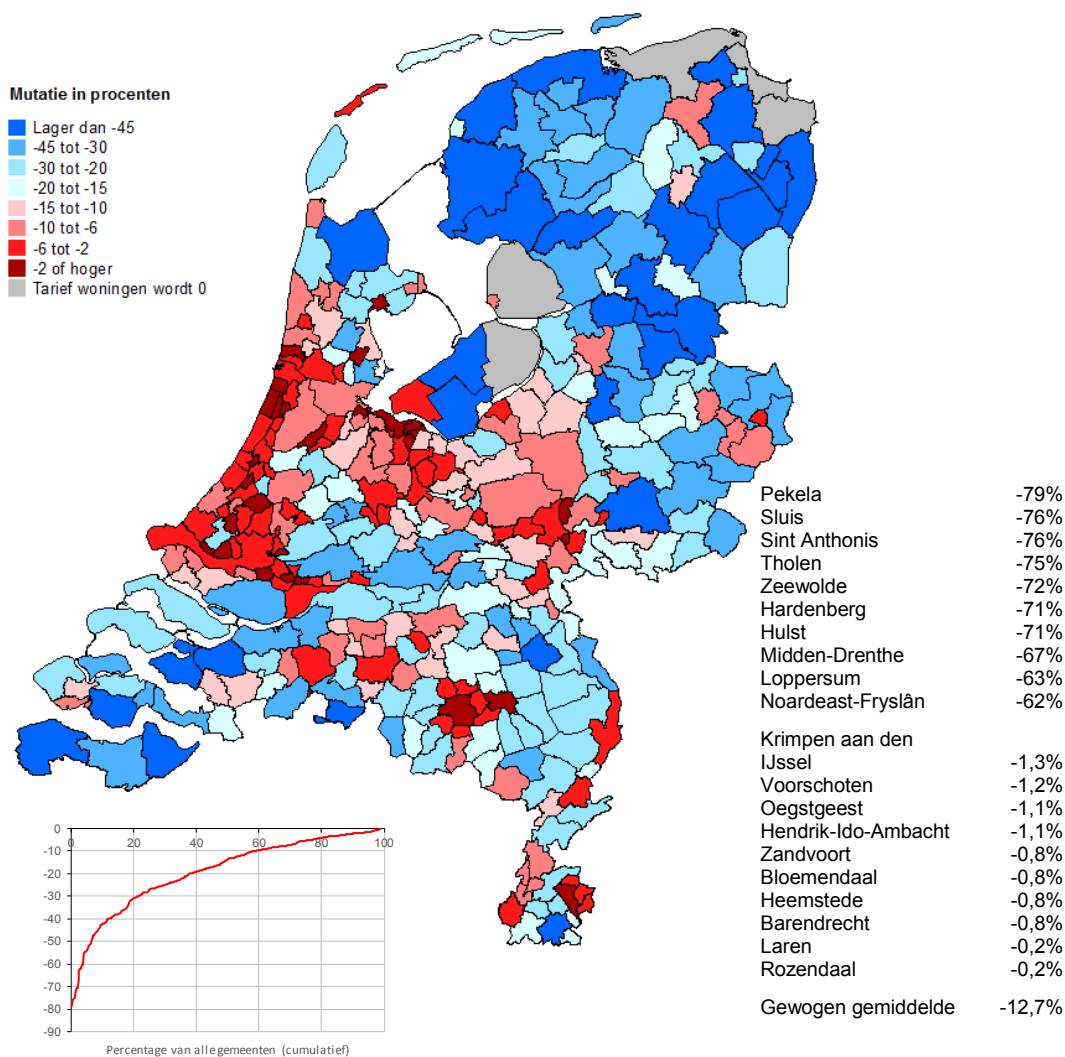 Mutatie in procenten
Lager dan -45
-45 tot -30
-30 tot -20
-20 tot -15
-15 tot -10
-10 tot -6
-6 tot -2
-2 of hoger
Tarief woningen wordt 0
Pekela -79%
Sluis -76%
Sint Anthonis -76%
Tholen -75%
Zeewolde -72%
Hardenberg -71%
Hulst -71%
Midden-Drenthe -67%
Loppersum -63%
Noardeast-Fryslân -62%
Krimpen aan den
IJssel -1,3%
Voorschoten -1,2%
Oegstgeest -1,1%
Hendrik-Ido-Ambacht -1,1%
Zandvoort -0,8%
Bloemendaal -0,8%
Heemstede -0,8%
Barendrecht -0,8%
Laren -0,2%
Rozendaal -0,2%
Gewogen gemiddelde -12,7%
0
0 20 40 60 80 100
-10
-20
-30
-40
-50
-60
-70
-80
-90
Percentage van alle gemeenten (cumulatief)